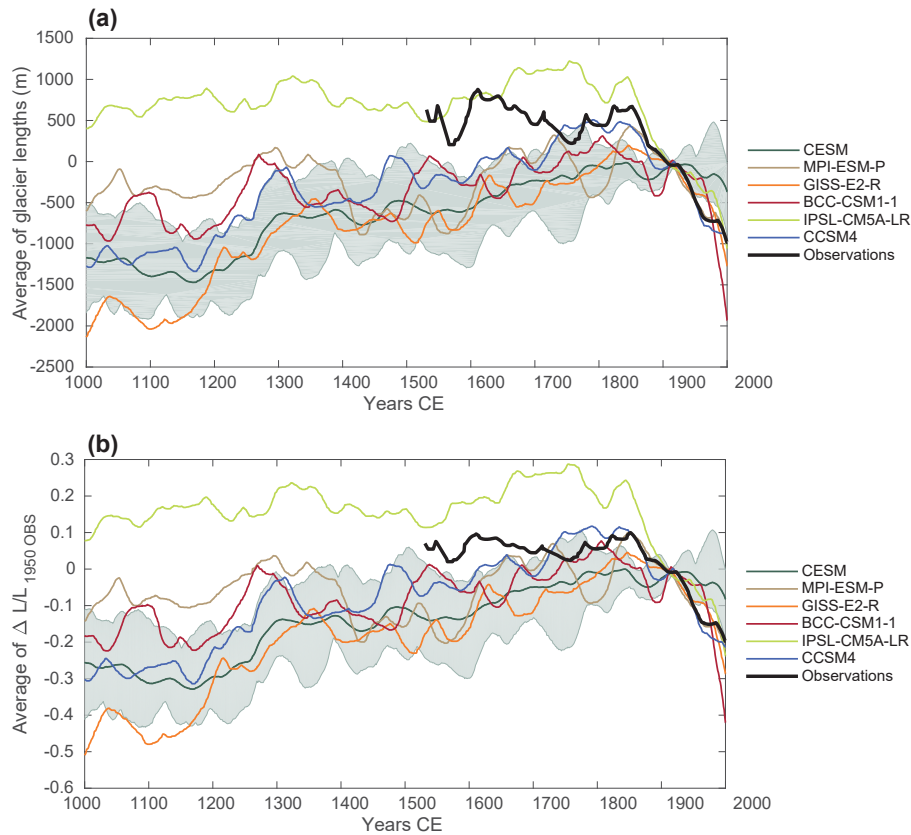 (a)
1500
1000
500
0
-500
-1000
-1500
-2000
-2500
Average of glacier lengths (m)
1000 1100 1200 1300 1400 1500 1600 1700 1800 1900 2000
Years CE
CESM
MPI-ESM-P
GISS-E2-R
BCC-CSM1-1
IPSL-CM5A-LR
CCSM4
Observations
(b)
0.3
0.2
0.1
0
-0.1
-0.2
-0.3
-0.4
-0.5
-0.6
Average of Δ L/L 1950 OBS
1000 1100 1200 1300 1400 1500 1600 1700 1800 1900 2000
Years CE
CESM
MPI-ESM-P
GISS-E2-R
BCC-CSM1-1
IPSL-CM5A-LR
CCSM4
Observations